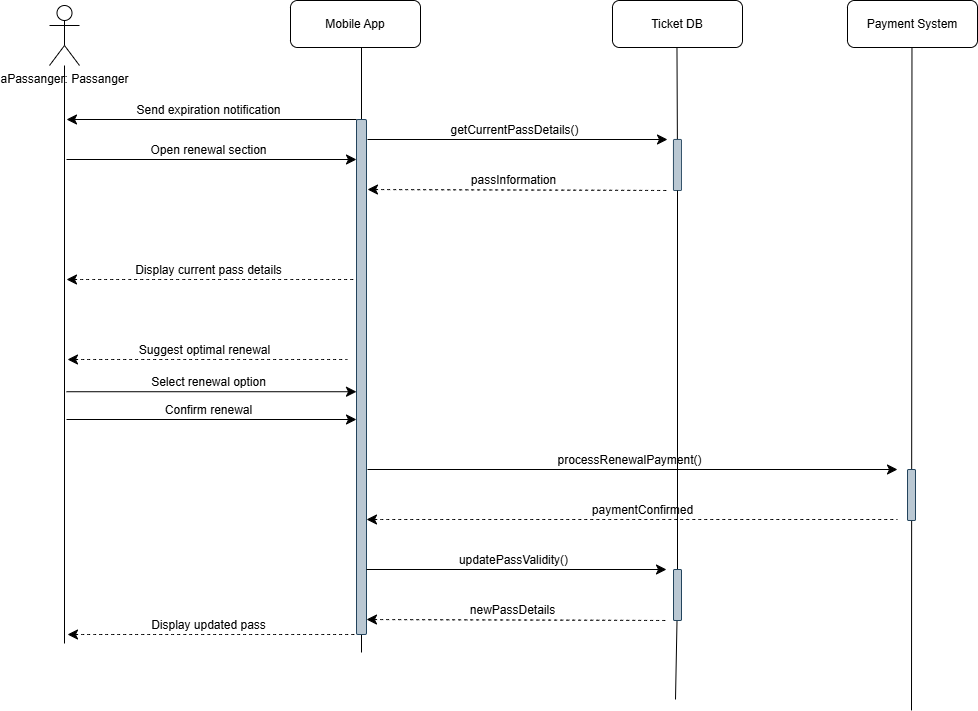 Mobile App
Ticket DB
Payment System
aPassanger: Passanger
Send expiration notification
getCurrentPassDetails()
Open renewal section
passInformation
Display current pass details
Suggest optimal renewal
Select renewal option
Confirm renewal
processRenewalPayment()
paymentConfirmed
updatePassValidity()
newPassDetails
Display updated pass